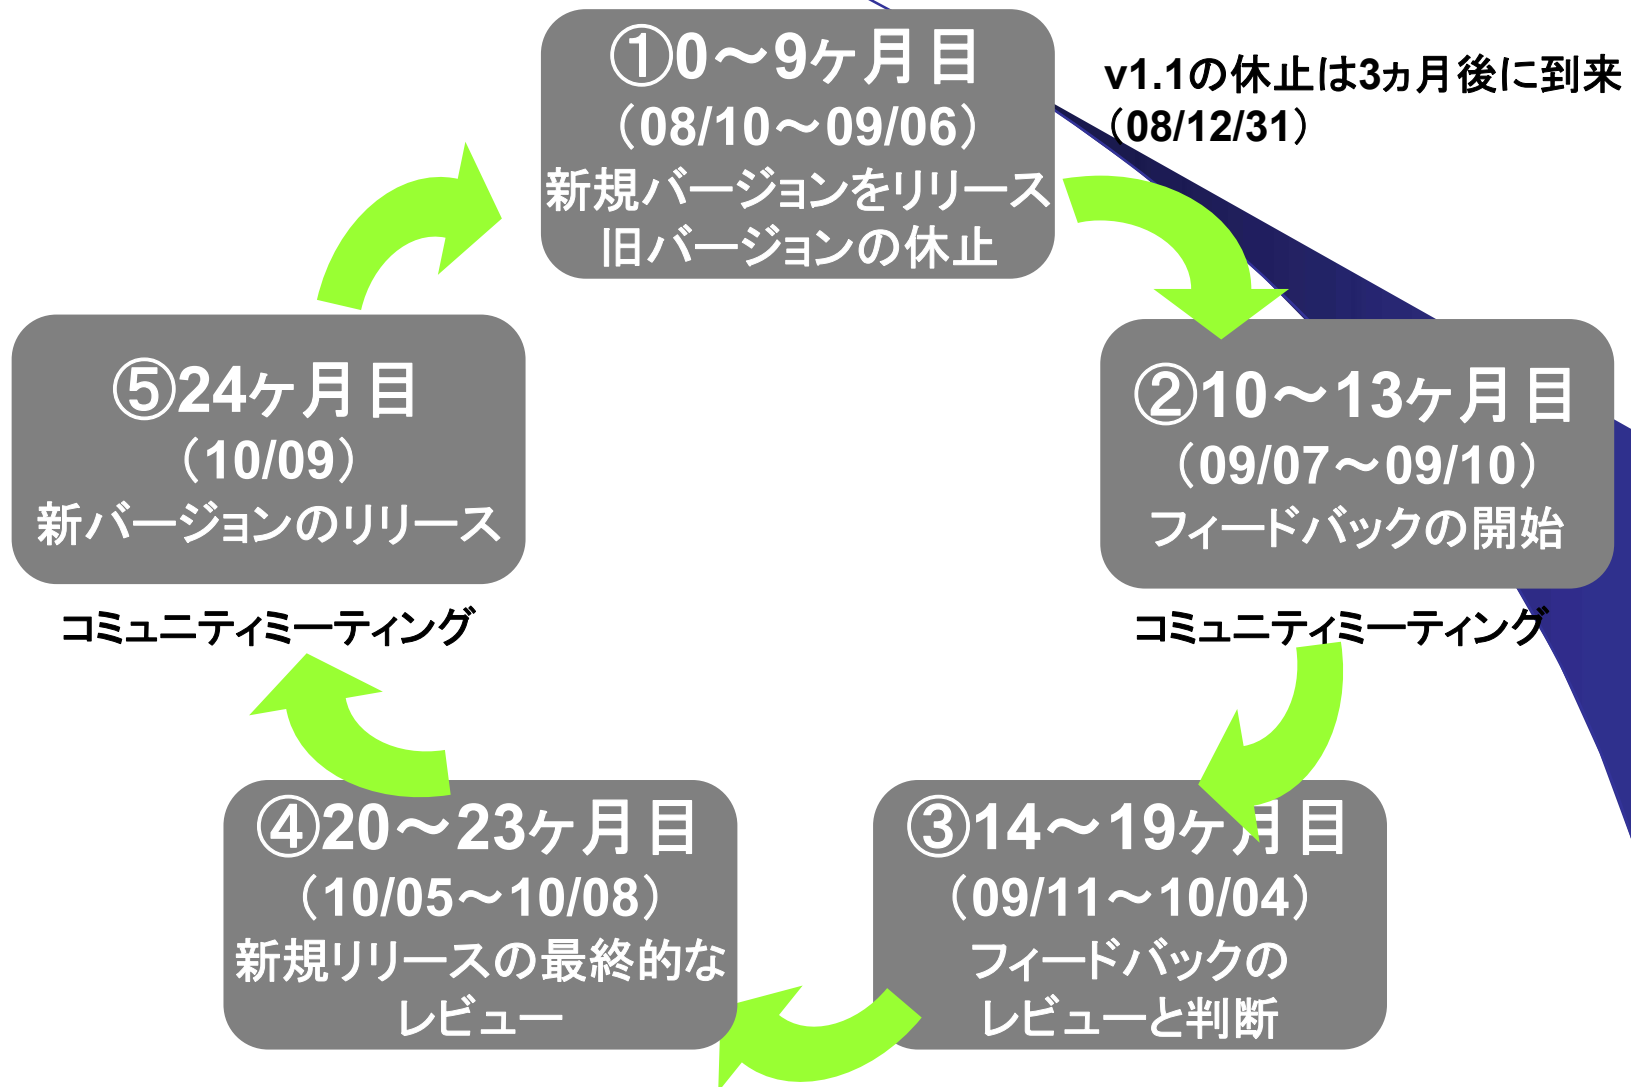 ①0～9ヶ月目
（08/10～09/06）
新規バージョンをリリース
旧バージョンの休止
v1.1の休止は3ヵ月後に到来
（08/12/31）
②10～13ヶ月目
（09/07～09/10）
フィードバックの開始
コミュニティミーティング
③14～19ヶ月目
（09/11～10/04）
フィードバックの
レビューと判断
④20～23ヶ月目
（10/05～10/08）
新規リリースの最終的な
レビュー
⑤24ヶ月目
（10/09）
新バージョンのリリース
コミュニティミーティング